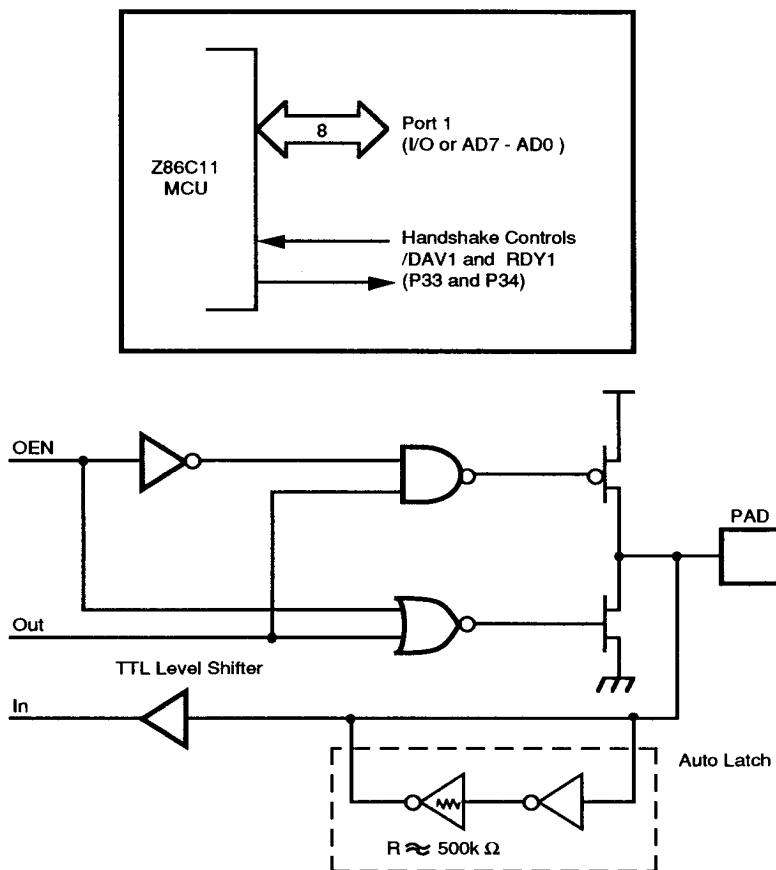 Z86C11
MCU
8
Port 1
(I/O or AD7 - AD0 )
Handshake Controls
/DAV1 and RDY1
(P33 and P34)
OEN
PAD
Out
TTL Level Shifter
In
Auto Latch
R ≈ 500k Ω